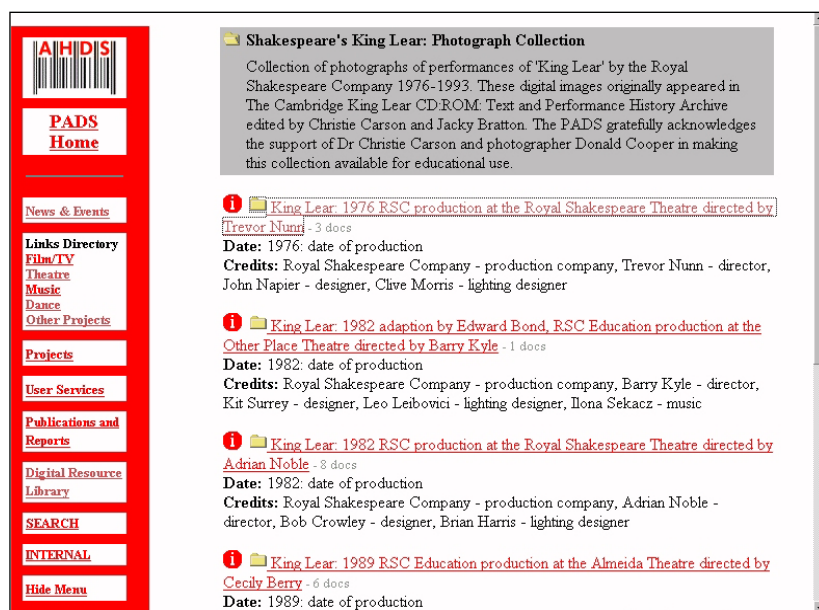 AHDS
PADS
Home
News & Events
Links Directory
Film/TV
Theatre
Music
Dance
Other Projects
Projects
User Services
Publications and
Reports
Digital Resource
Library
SEARCH
INTERNAL
Hide Menu
Shakespeare's King Lear: Photograph Collection
Collection of photographs of performances of 'King Lear' by the Royal
Shakespeare Company 1976-1993. These digital images originally appeared in
The Cambridge King Lear CD:ROM: Text and Performance History Archive
edited by Christie Carson and Jacky Bratton. The PADS gratefully acknowledges
the support of Dr Christie Carson and photographer Donald Cooper in making
this collection available for educational use.
King Lear: 1976 RSC production at the Royal Shakespeare Theatre directed by
Trevor Nunn - 3 docs
Date: 1976: date of production
Credits: Royal Shakespeare Company - production company, Trevor Nunn - director,
John Napier - designer, Clive Morris - lighting designer
King Lear: 1982 adaption by Edward Bond, RSC Education production at the
Other Place Theatre directed by Barry Kyle - 1 docs
Date: 1982: date of production
Credits: Royal Shakespeare Company - production company, Barry Kyle - director,
Kit Surrey - designer, Leo Leibovici - lighting designer, Ilona Sekacz - music
King Lear: 1982 RSC production at the Royal Shakespeare Theatre directed by
Adrian Noble - 8 docs
Date: 1982: date of production
Credits: Royal Shakespeare Company - production company, Adrian Noble -
director, Bob Crowley - designer, Brian Harris - lighting designer
King Lear: 1989 RSC Education production at the Almeida Theatre directed by
Cecily Berry - 6 docs
Date: 1989: date of production